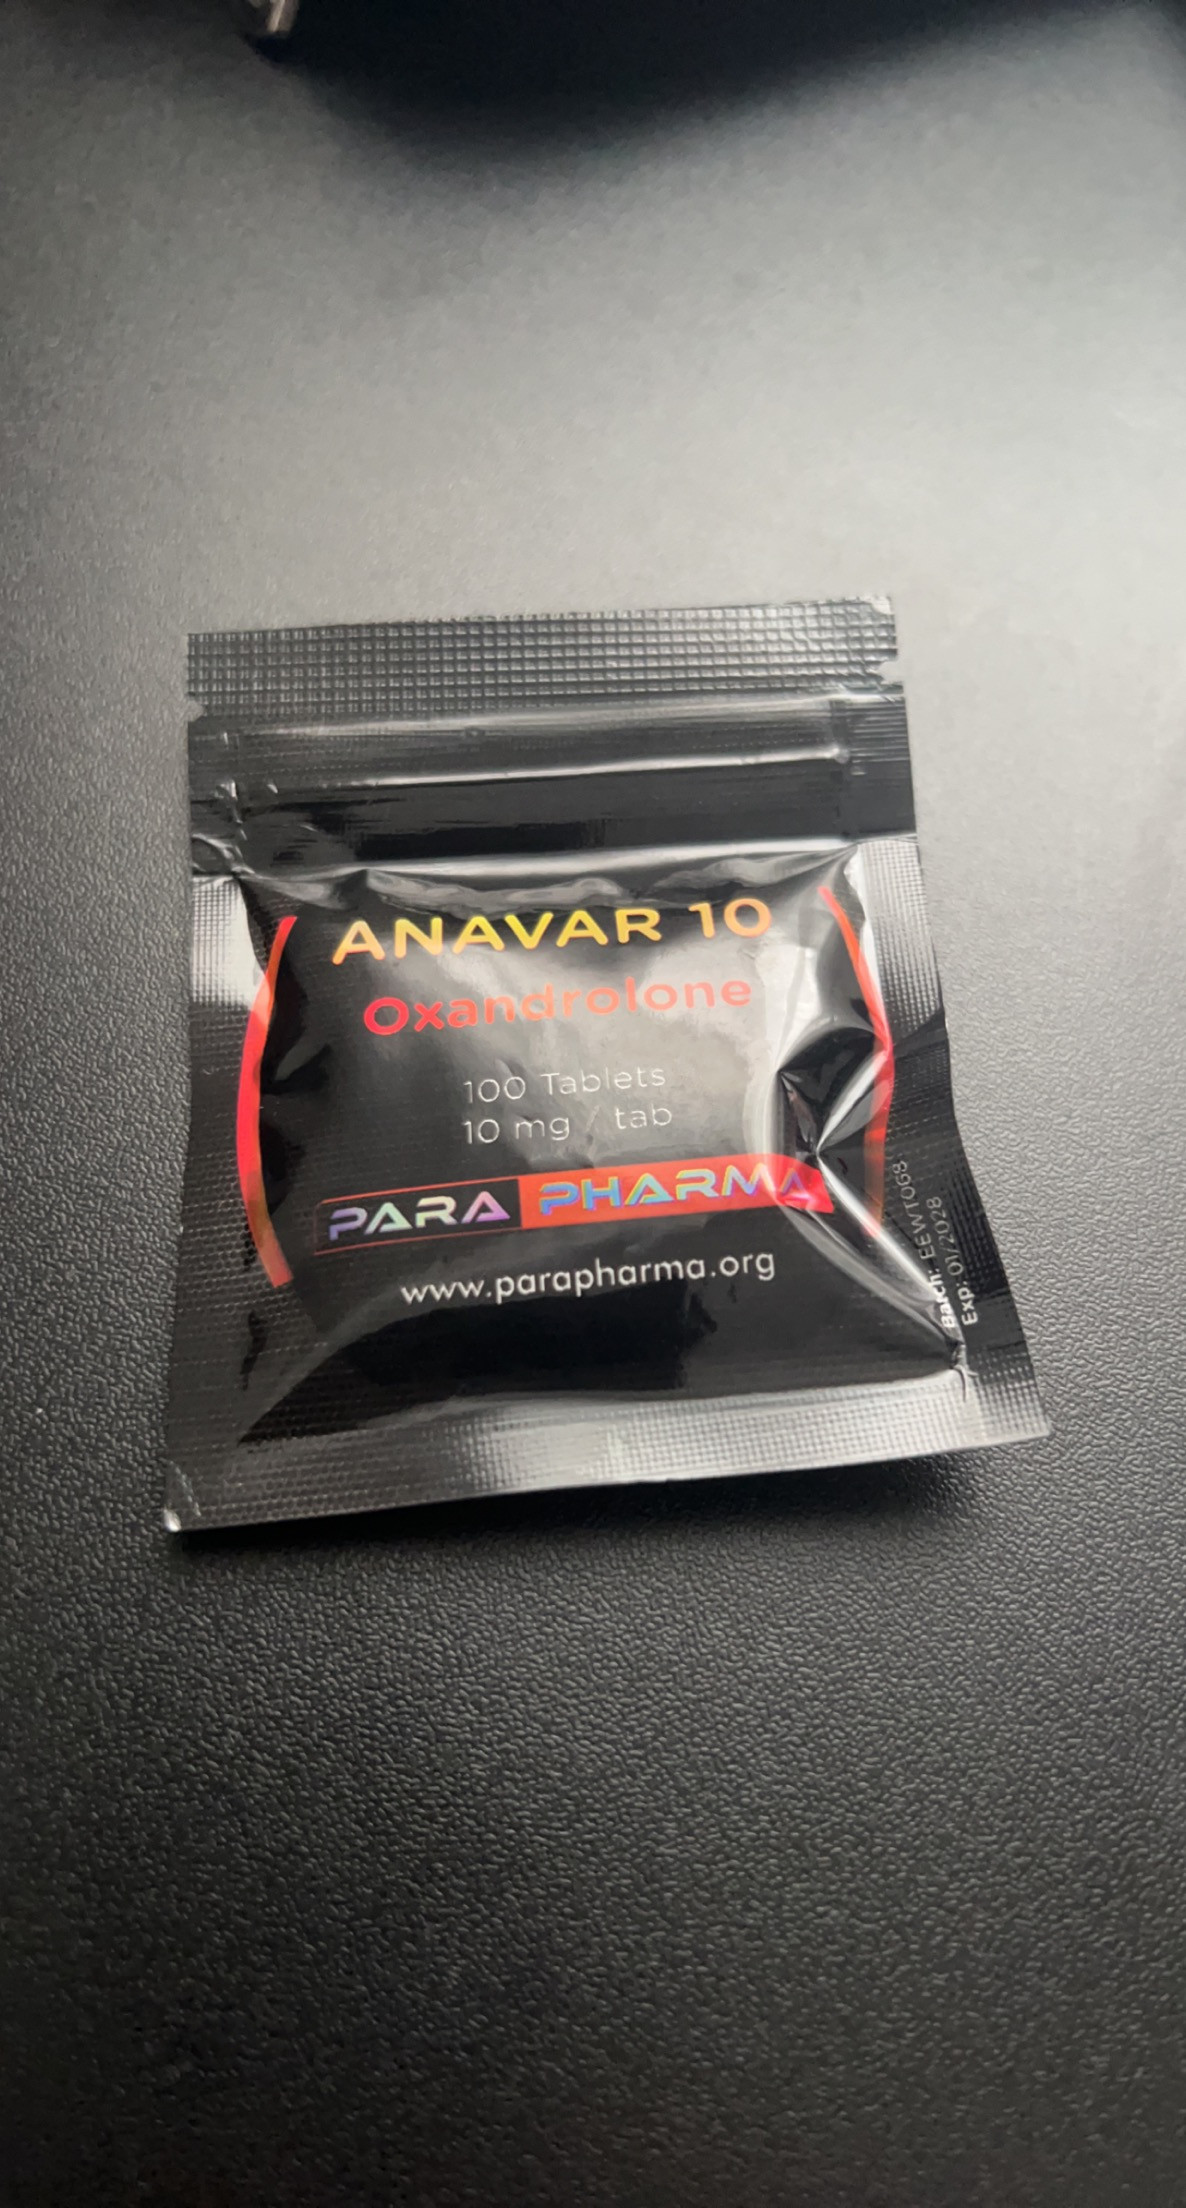 ANAVAR 10
Oxandrolone
100 Tablets
10 mg / tab
PARA PHARMA
www.parapharma.org
Batch: EEWT068
Exp: 01/2028